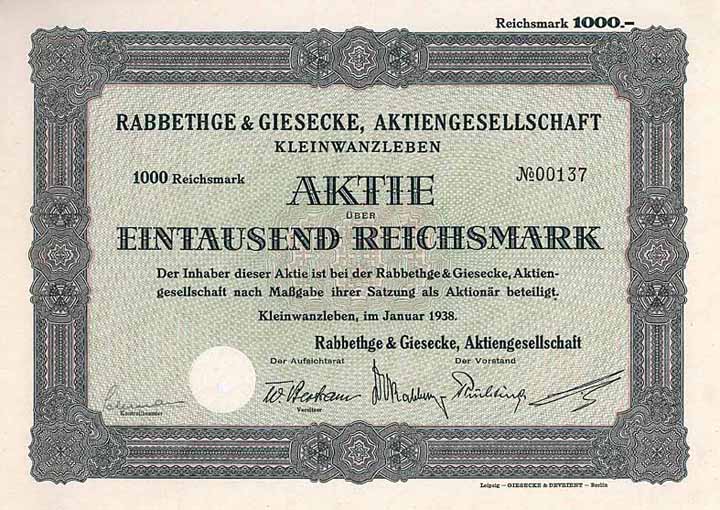 Reichsmark 1000.–
RABBETHGE & GIESECKE, AKTIENGESELLSCHAFT
KLEINWANZLEBEN
1000 Reichsmark
№00137
AKTIE
ÜBER
EINTAUSEND REICHSMARK
Der Inhaber dieser Aktie ist bei der Rabbethge & Giesecke, Aktien-
gesellschaft nach Maßgabe ihrer Satzung als Aktionär beteiligt.
Kleinwanzleben, im Januar 1938.
Rabbethge & Giesecke, Aktiengesellschaft
Der Aufsichtsrat
Der Vorstand
Kontrollbeamter
Vorsitzer
Leipzig – GIESECKE & DEVRIENT – Berlin